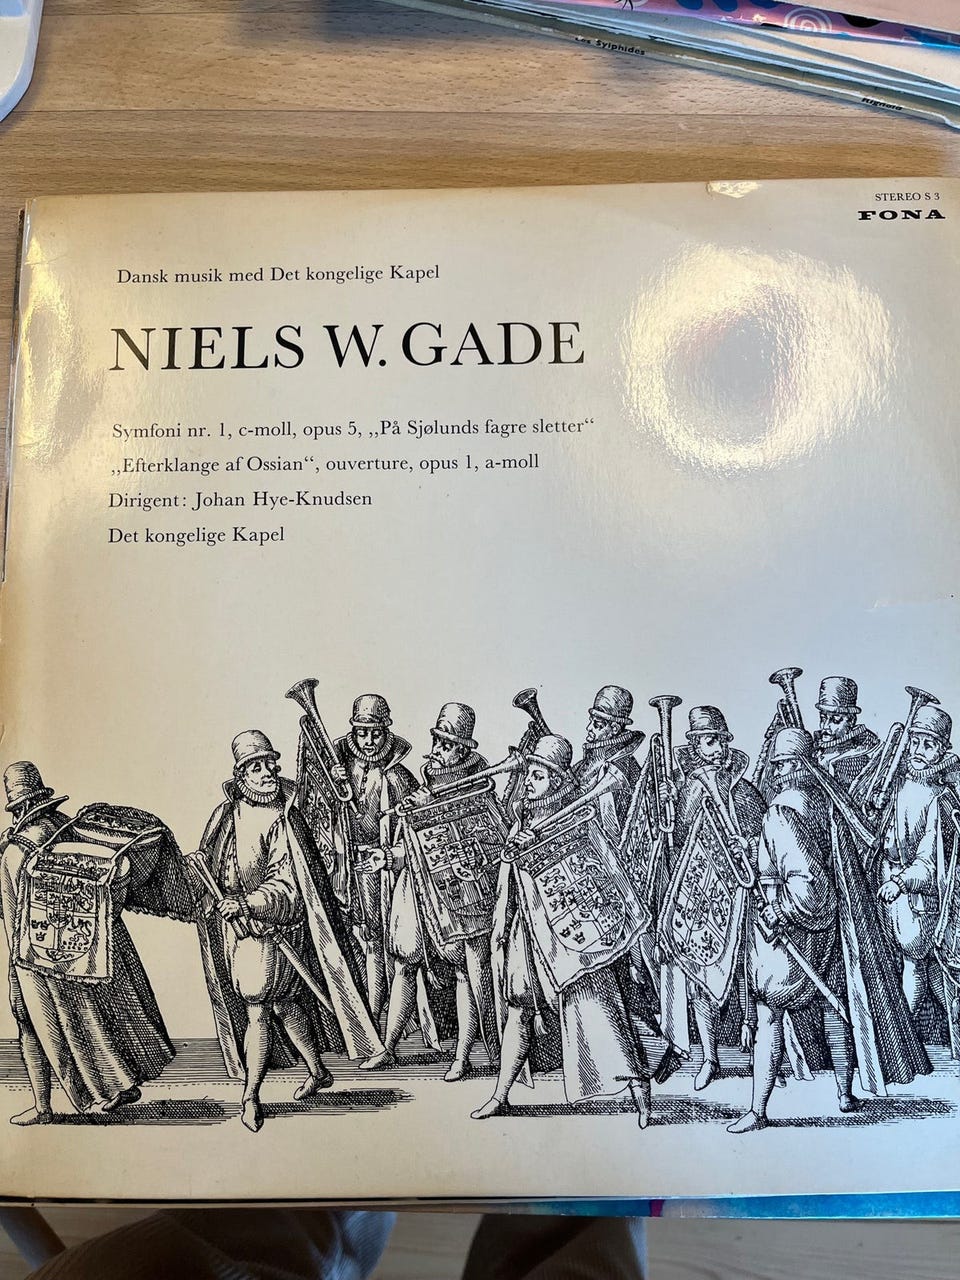 Les Sylphides
Rignold
STEREO S 3
FONA
Dansk musik med Det kongelige Kapel
NIELS W. GADE
Symfoni nr. 1, c-moll, opus 5, „På Sjølunds fagre sletter“
„Efterklange af Ossian“, ouverture, opus 1, a-moll
Dirigent: Johan Hye-Knudsen
Det kongelige Kapel